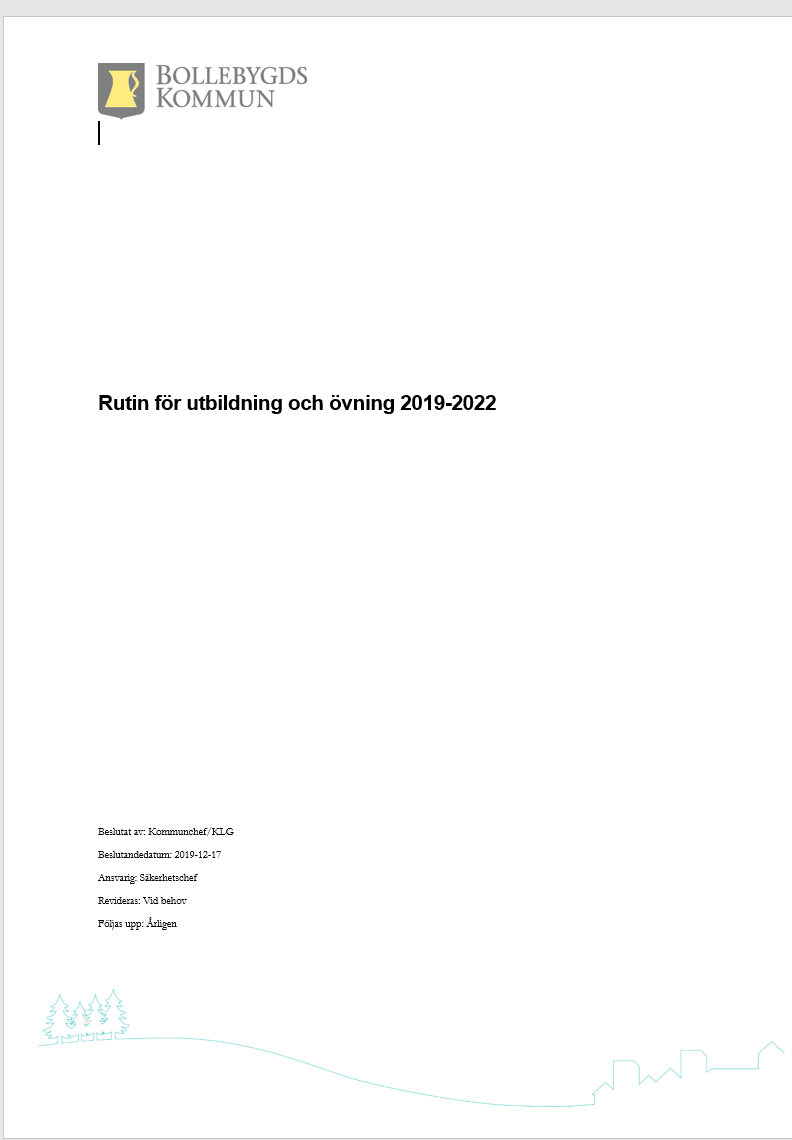 BOLLEBYGDS
KOMMUN
Rutin för utbildning och övning 2019-2022
Beslutat av: Kommunchef/KLG
Beslutandedatum: 2019-12-17
Ansvarig: Säkerhetschef
Revideras: Vid behov
Följas upp: Årligen